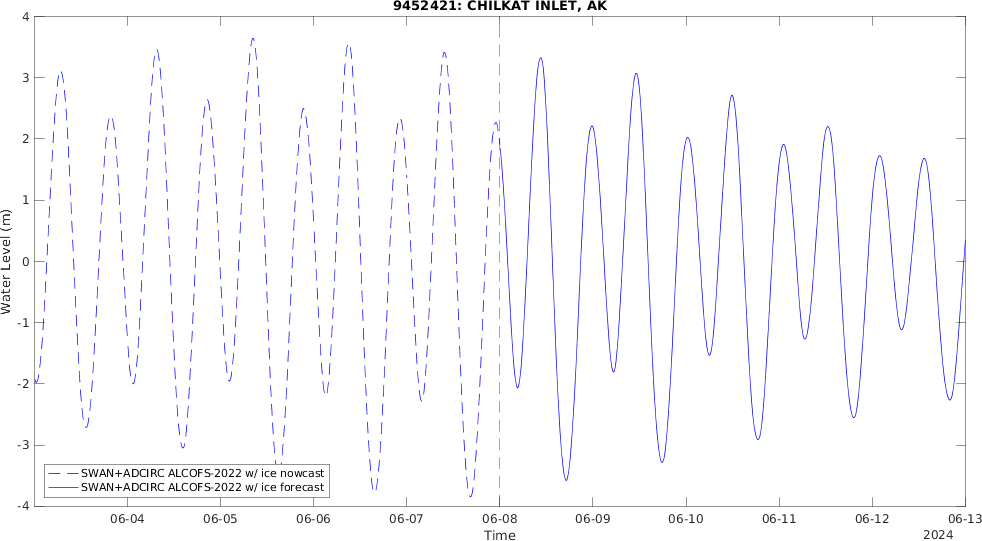 9452421: CHILKAT INLET, AK
Water Level (m)
4
3
2
1
0
-1
-2
-3
-4
SWAN+ADCIRC ALCOFS-2022 w/ ice nowcast
SWAN+ADCIRC ALCOFS-2022 w/ ice forecast
06-04 06-05 06-06 06-07 06-08 06-09 06-10 06-11 06-12 06-13
Time
2024